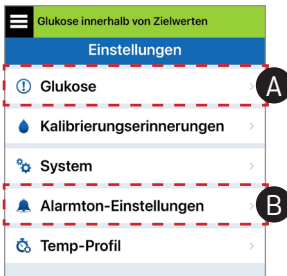 Glukose innerhalb von Zielwerten
Einstellungen
Glukose
A
Kalibrierungserinnerungen
System
Alarmton-Einstellungen
B
Temp-Profil